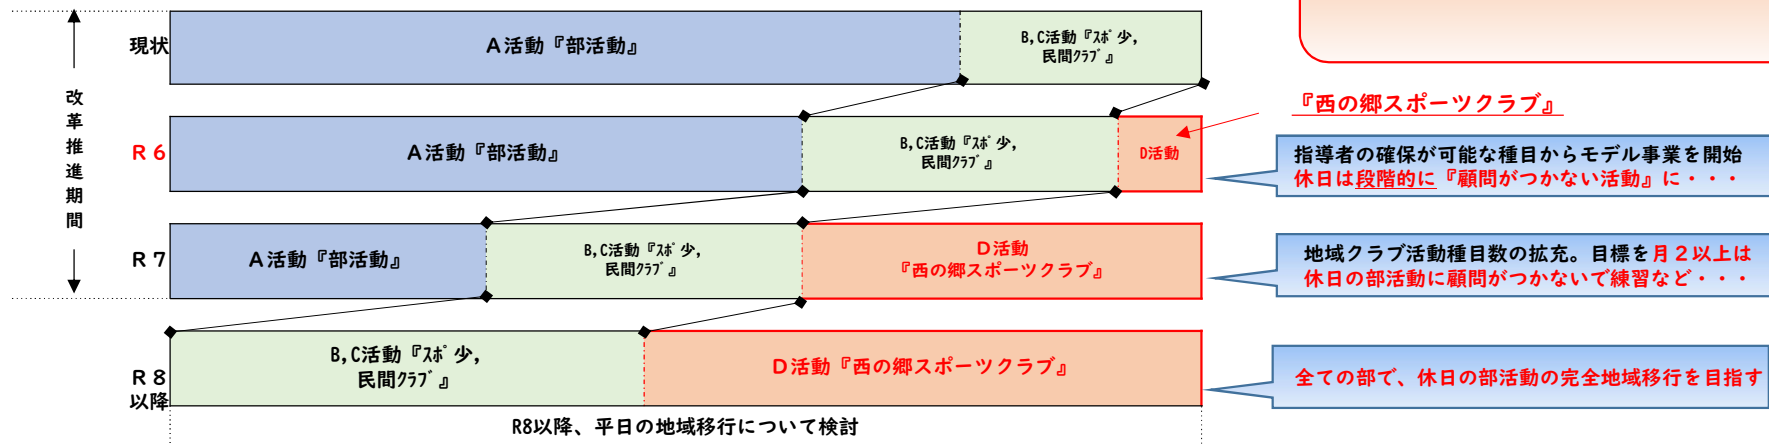 改革推進期間
現状
A活動『部活動』
B,C活動『スポ少,
民間クラブ』
R6
A活動『部活動』
B,C活動『スポ少,
民間クラブ』
D活動
『西の郷スポーツクラブ』
指導者の確保が可能な種目からモデル事業を開始
休日は段階的に『顧問がつかない活動』に・・・
R7
A活動『部活動』
B,C活動『スポ少,
民間クラブ』
D活動
『西の郷スポーツクラブ』
地域クラブ活動種目数の拡充。目標を月2以上は
休日の部活動に顧問がつかないで練習など・・・
R8
以降
B,C活動『スポ少,
民間クラブ』
D活動『西の郷スポーツクラブ』
全ての部で、休日の部活動の完全地域移行を目指す
R8以降、平日の地域移行について検討